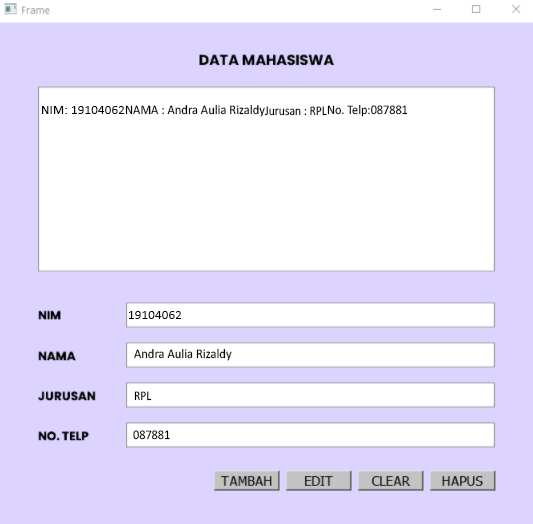 Frame
DATA MAHASISWA
NIM: 19104062NAMA : Andra Aulia RizaldyJurusan : RPLNo. Telp:087881
NIM 19104062
NAMA Andra Aulia Rizaldy
JURUSAN RPL
NO. TELP 087881
TAMBAH EDIT CLEAR HAPUS